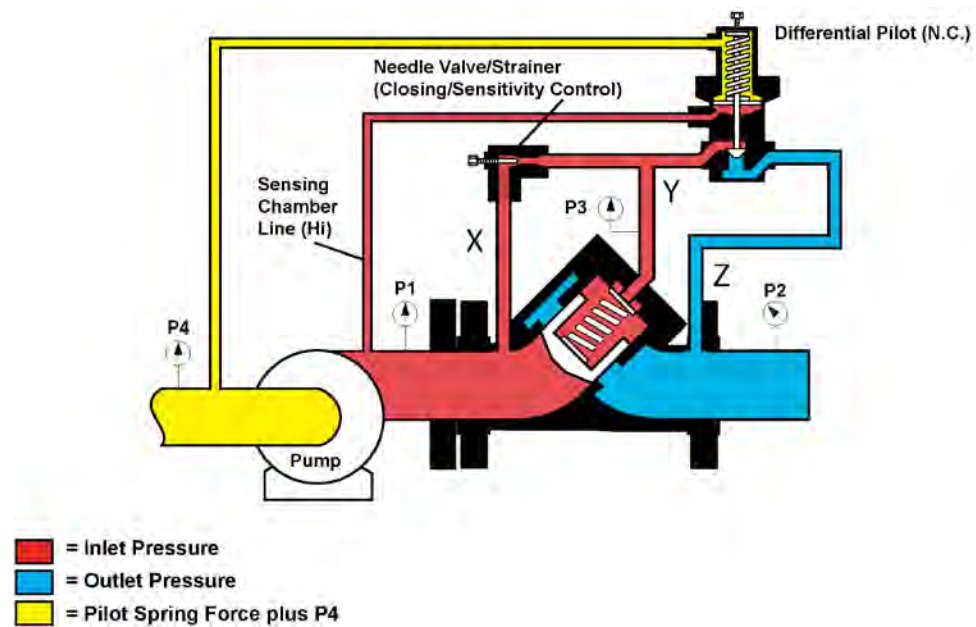 Differential Pilot (N.C.)
Needle Valve/Strainer
(Closing/Sensitivity Control)
Sensing
Chamber
Line (Hi)
X
P3
Y
Z
P1
P2
P4
Pump
= Inlet Pressure
= Outlet Pressure
= Pilot Spring Force plus P4